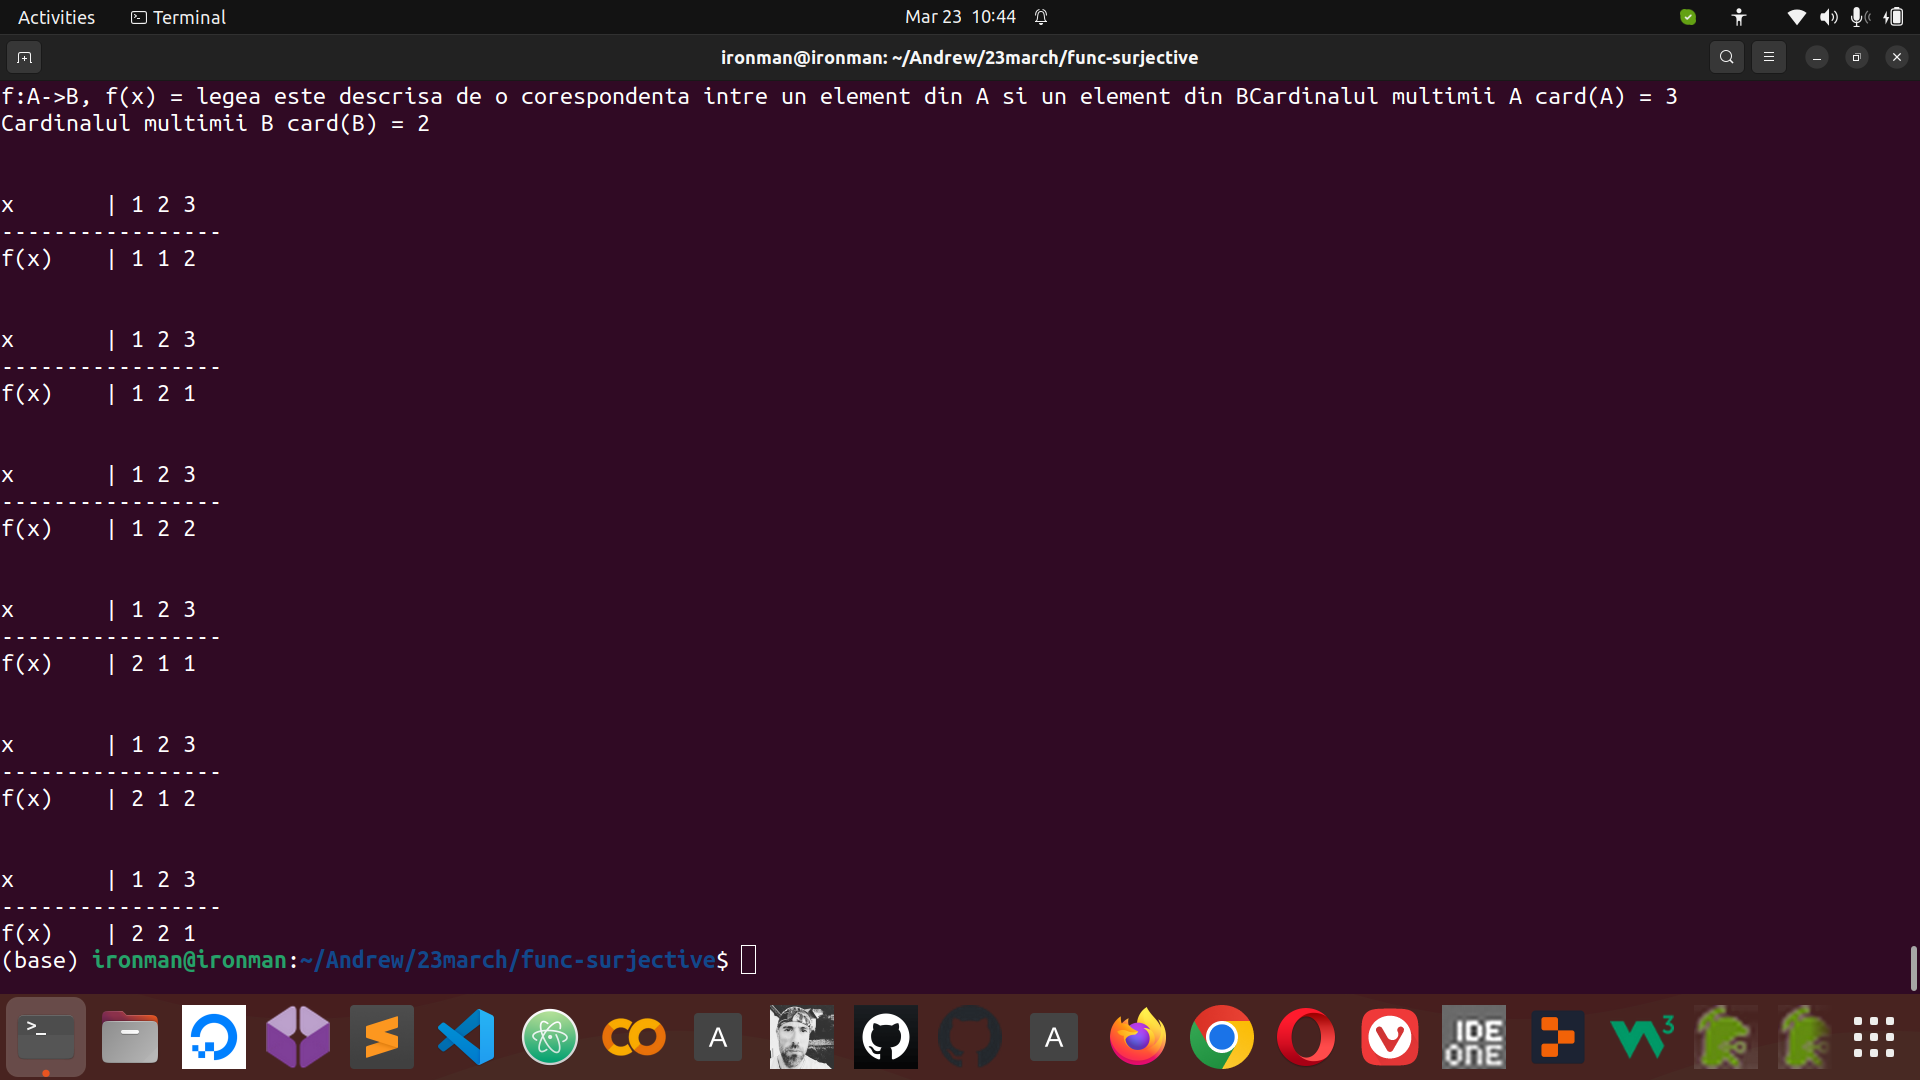 Activities Terminal Mar 23 10:44
ironman@ironman: ~/Andrew/23march/func-surjective
f:A->B, f(x) = legea este descrisa de o corespondenta intre un element din A si un element din BCardinalul multimii A card(A) = 3
Cardinalul multimii B card(B) = 2
x | 1 2 3
-----------------
f(x) | 1 1 2
x | 1 2 3
-----------------
f(x) | 1 2 1
x | 1 2 3
-----------------
f(x) | 1 2 2
x | 1 2 3
-----------------
f(x) | 2 1 1
x | 1 2 3
-----------------
f(x) | 2 1 2
x | 1 2 3
-----------------
f(x) | 2 2 1
(base) ironman@ironman:~/Andrew/23march/func-surjective$
>_ A A IDE ONE 3